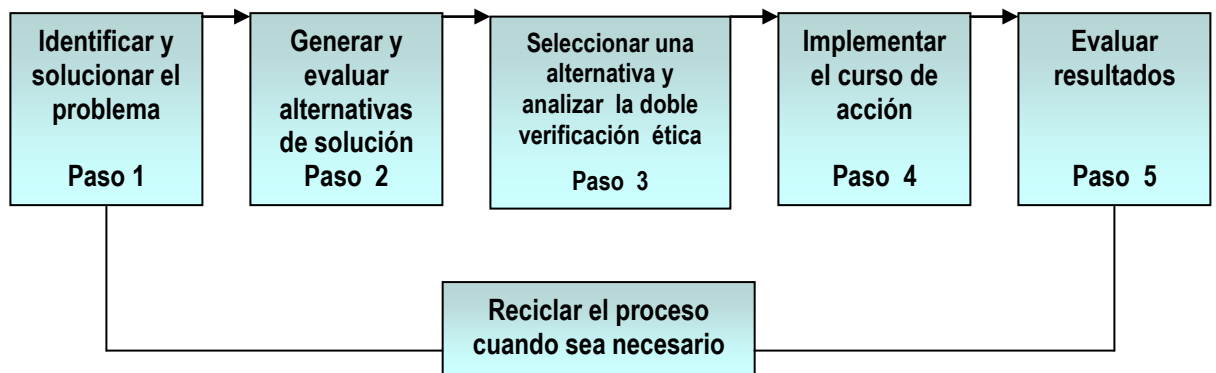 Identificar y
solucionar el
problema
Paso 1
Generar y
evaluar
alternativas
de solución
Paso 2
Seleccionar una
alternativa y
analizar la doble
verificación ética
Paso 3
Implementar
el curso de
acción
Paso 4
Evaluar
resultados
Paso 5
Reciclar el proceso
cuando sea necesario